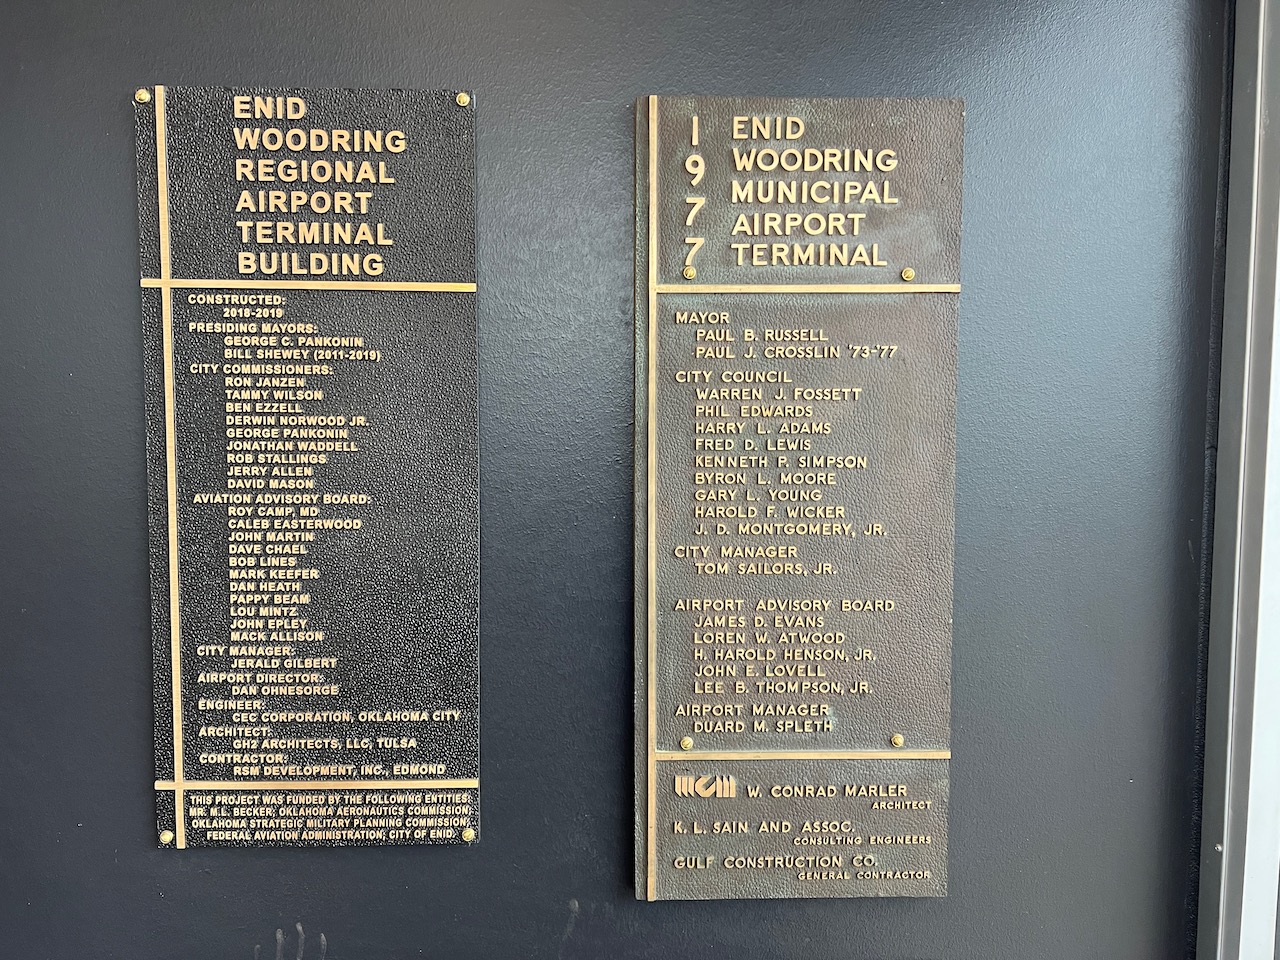 ENID
WOODRING
REGIONAL
AIRPORT
TERMINAL
BUILDING
CONSTRUCTED:
2018-2019
PRESIDING MAYORS:
GEORGE C. PANKONIN
BILL SHEWEY (2011-2019)
CITY COMMISSIONERS:
RON JANZEN
TAMMY WILSON
BEN EZZELL
DERWIN NORWOOD JR.
GEORGE PANKONIN
JONATHAN WADDELL
ROB STALLINGS
JERRY ALLEN
DAVID MASON
AVIATION ADVISORY BOARD:
ROY CAMP, MD
CALEB EASTERWOOD
JOHN MARTIN
DAVE CHAEL
BOB LINES
MARK KEEFER
DAN HEATH
PAPPY BEAM
LOU MINTZ
JOHN EPLEY
MACK ALLISON
CITY MANAGER:
JERALD GILBERT
AIRPORT DIRECTOR:
DAN OHNESORGE
ENGINEER:
CEC CORPORATION, OKLAHOMA CITY
ARCHITECT:
GH2 ARCHITECTS, LLC, TULSA
CONTRACTOR:
RSM DEVELOPMENT, INC., EDMOND
THIS PROJECT WAS FUNDED BY THE FOLLOWING ENTITIES:
MR. M.L. BECKER; OKLAHOMA AERONAUTICS COMMISSION;
OKLAHOMA STRATEGIC MILITARY PLANNING COMMISSION;
FEDERAL AVIATION ADMINISTRATION; CITY OF ENID.
1977
ENID
WOODRING
MUNICIPAL
AIRPORT
TERMINAL
MAYOR
PAUL B. RUSSELL
PAUL J. CROSSLIN '73-'77
CITY COUNCIL
WARREN J. FOSSETT
PHIL EDWARDS
HARRY L. ADAMS
FRED D. LEWIS
KENNETH P. SIMPSON
BYRON L. MOORE
GARY L. YOUNG
HAROLD F. WICKER
J. D. MONTGOMERY, JR.
CITY MANAGER
TOM SAILORS, JR.
AIRPORT ADVISORY BOARD
JAMES D. EVANS
LOREN W. ATWOOD
H. HAROLD HENSON, JR.
JOHN E. LOVELL
LEE B. THOMPSON, JR.
AIRPORT MANAGER
DUARD M. SPLETH
WCM W. CONRAD MARLER
ARCHITECT
K. L. SAIN AND ASSOC.
CONSULTING ENGINEERS
GULF CONSTRUCTION CO.
GENERAL CONTRACTOR